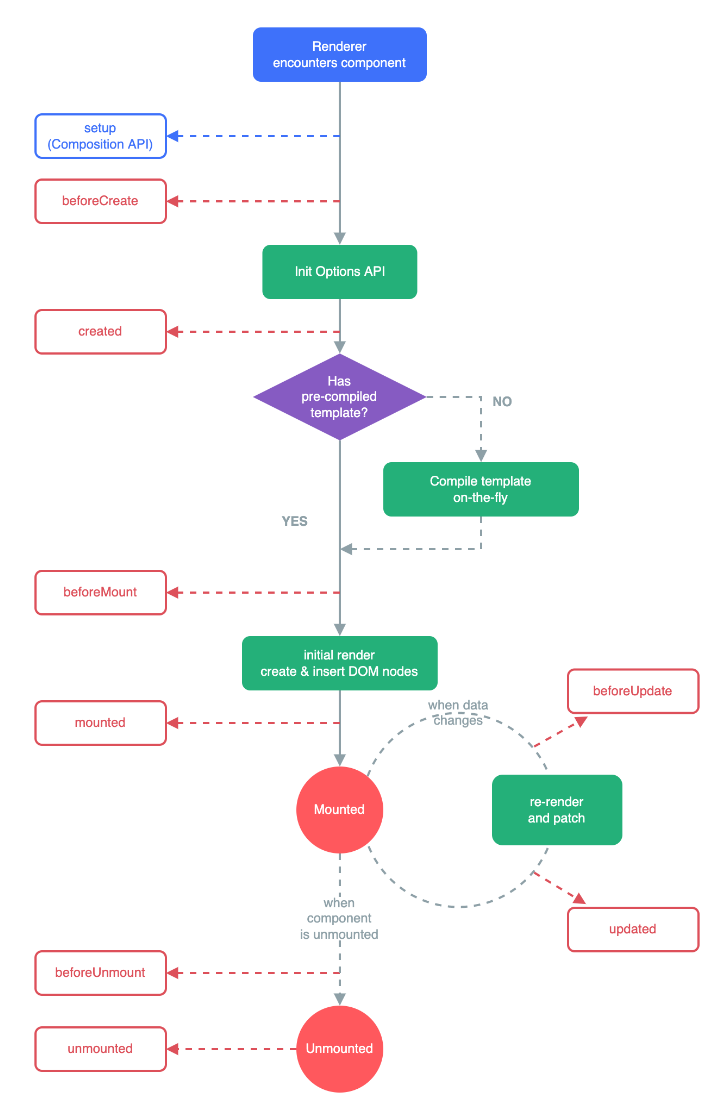 Renderer
encounters component
setup
(Composition API)
beforeCreate
Init Options API
created
Has
pre-compiled
template?
NO
Compile template
on-the-fly
YES
beforeMount
initial render
create & insert DOM nodes
beforeUpdate
when data
changes
mounted
Mounted
re-render
and patch
when
component
is unmounted
updated
beforeUnmount
Unmounted
unmounted